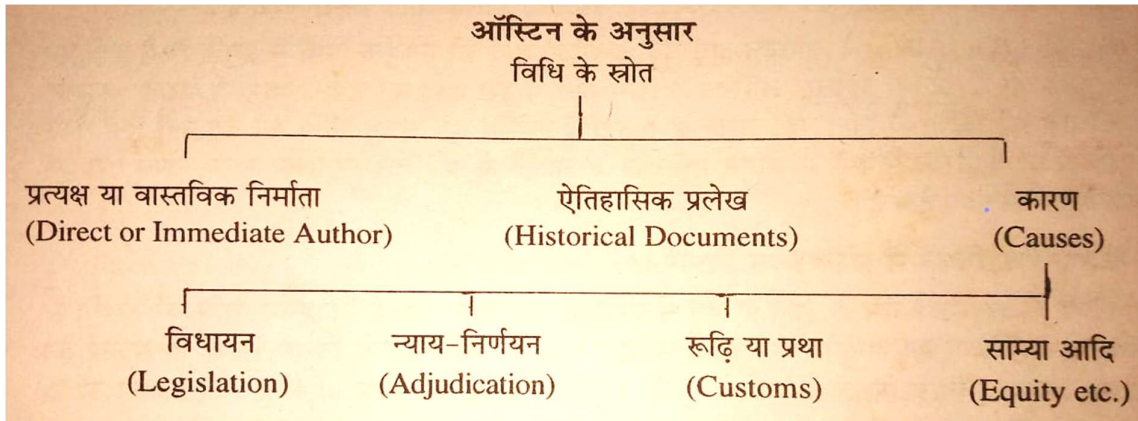 ऑस्टिन के अनुसार
विधि के स्रोत
प्रत्यक्ष या वास्तविक निर्माता
(Direct or Immediate Author)
ऐतिहासिक प्रलेख
(Historical Documents)
कारण
(Causes)
विधायन
(Legislation)
न्याय-निर्णयन
(Adjudication)
रूढ़ि या प्रथा
(Customs)
साम्या आदि
(Equity etc.)